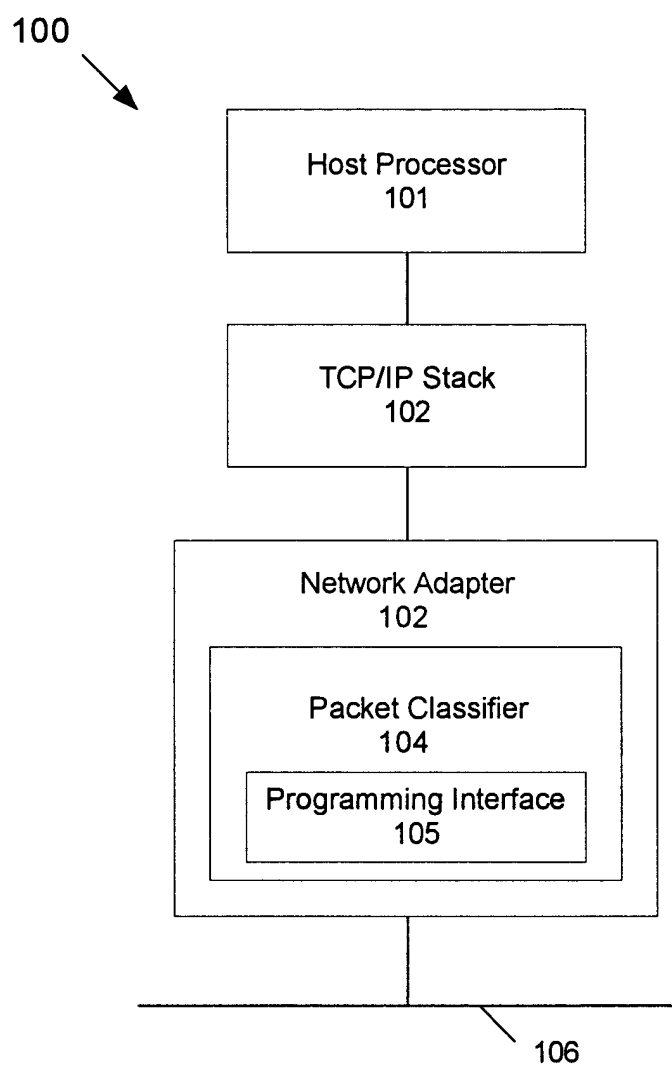 100
Host Processor
101
TCP/IP Stack
102
Network Adapter
102
Packet Classifier
104
Programming Interface
105
106